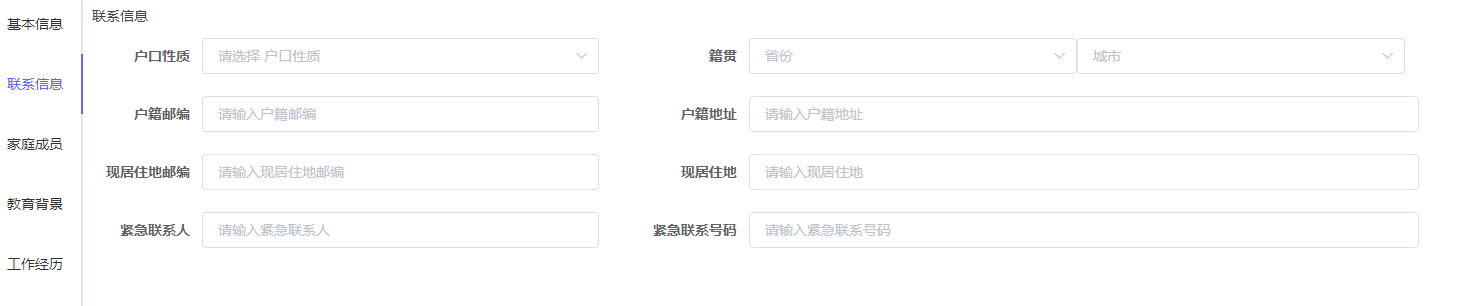 基本信息
联系信息
家庭成员
教育背景
工作经历
联系信息
户口性质 请选择 户口性质 籍贯 省份 城市
户籍邮编 请输入户籍邮编 户籍地址 请输入户籍地址
现居住地邮编 请输入现居住地邮编 现居住地 请输入现居住地
紧急联系人 请输入紧急联系人 紧急联系号码 请输入紧急联系号码